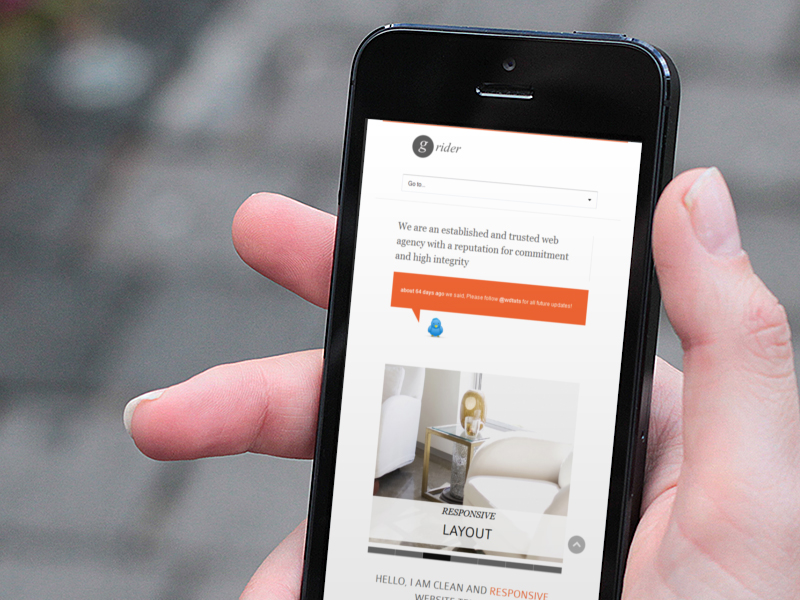 g rider
Go to...
We are an established and trusted web
agency with a reputation for commitment
and high integrity
about 54 days ago we said, Please follow @wdtuts for all future updates!
RESPONSIVE
LAYOUT
HELLO, I AM CLEAN AND RESPONSIVE
WEBSITE